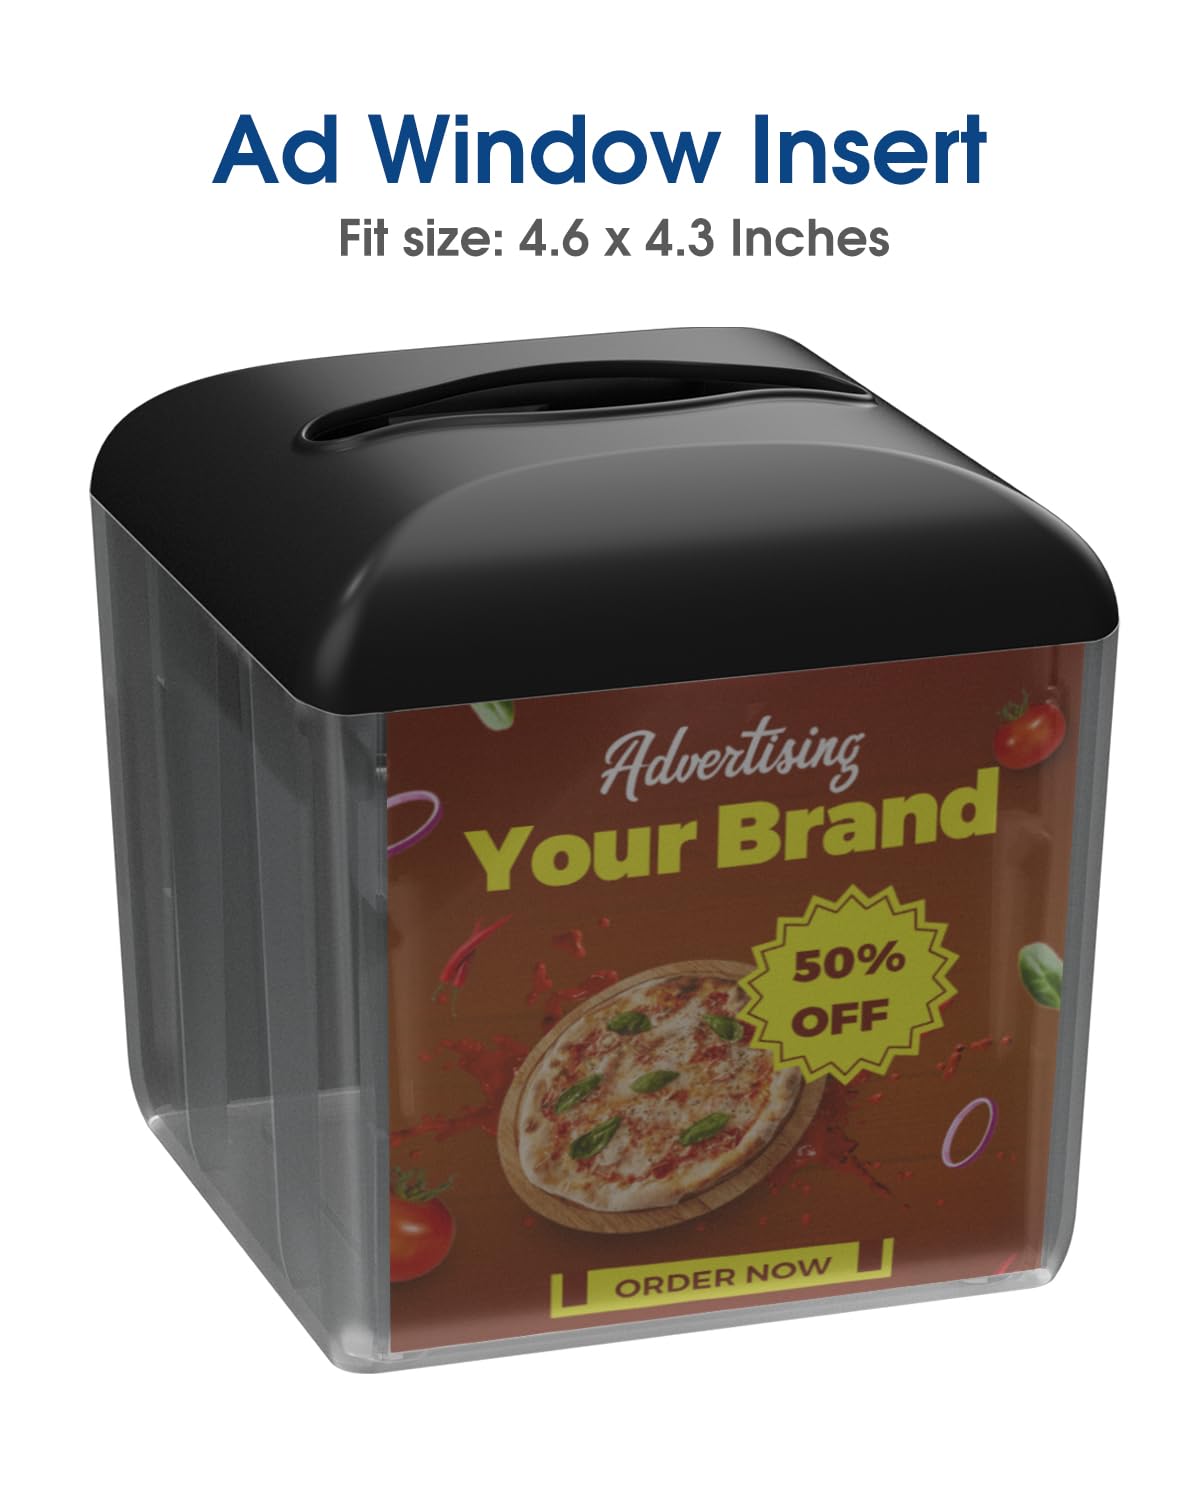 Ad Window Insert
Fit size: 4.6 x 4.3 Inches
Advertising
Your Brand
50%
OFF
ORDER NOW